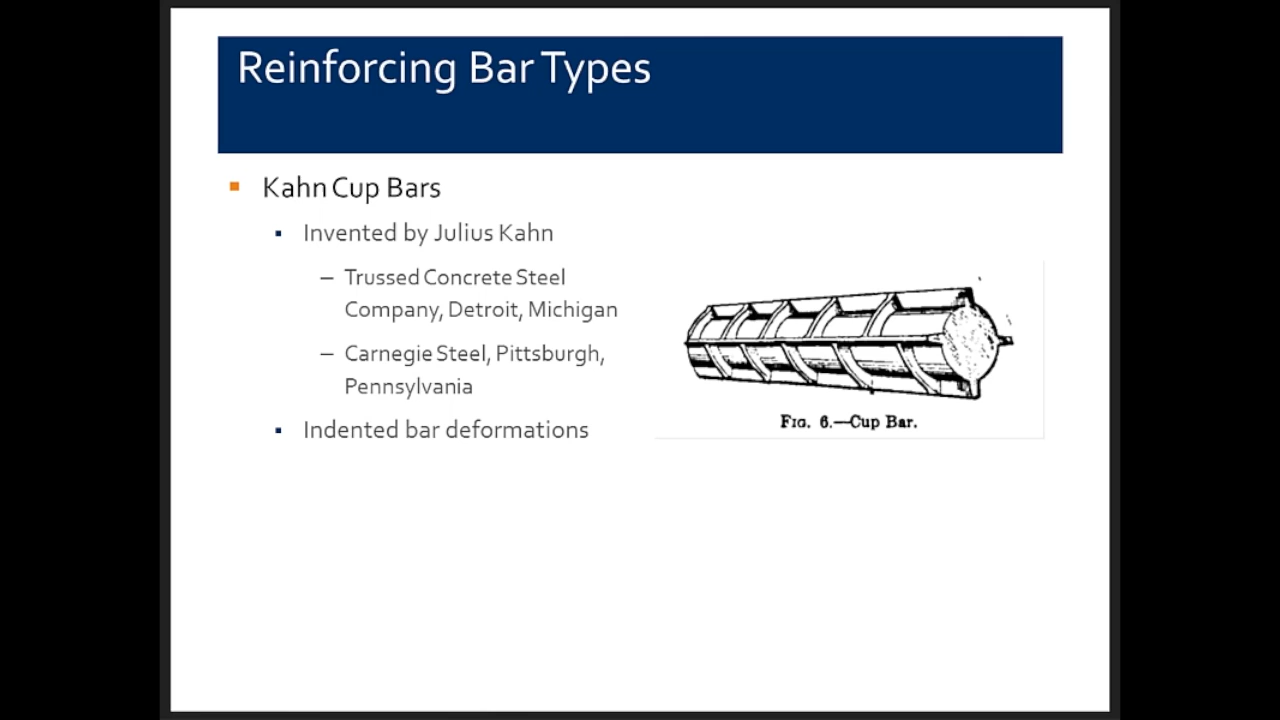 Reinforcing Bar Types
Kahn Cup Bars
Invented by Julius Kahn
– Trussed Concrete Steel
Company, Detroit, Michigan
– Carnegie Steel, Pittsburgh,
Pennsylvania
Indented bar deformations
Fig. 6.—Cup Bar.